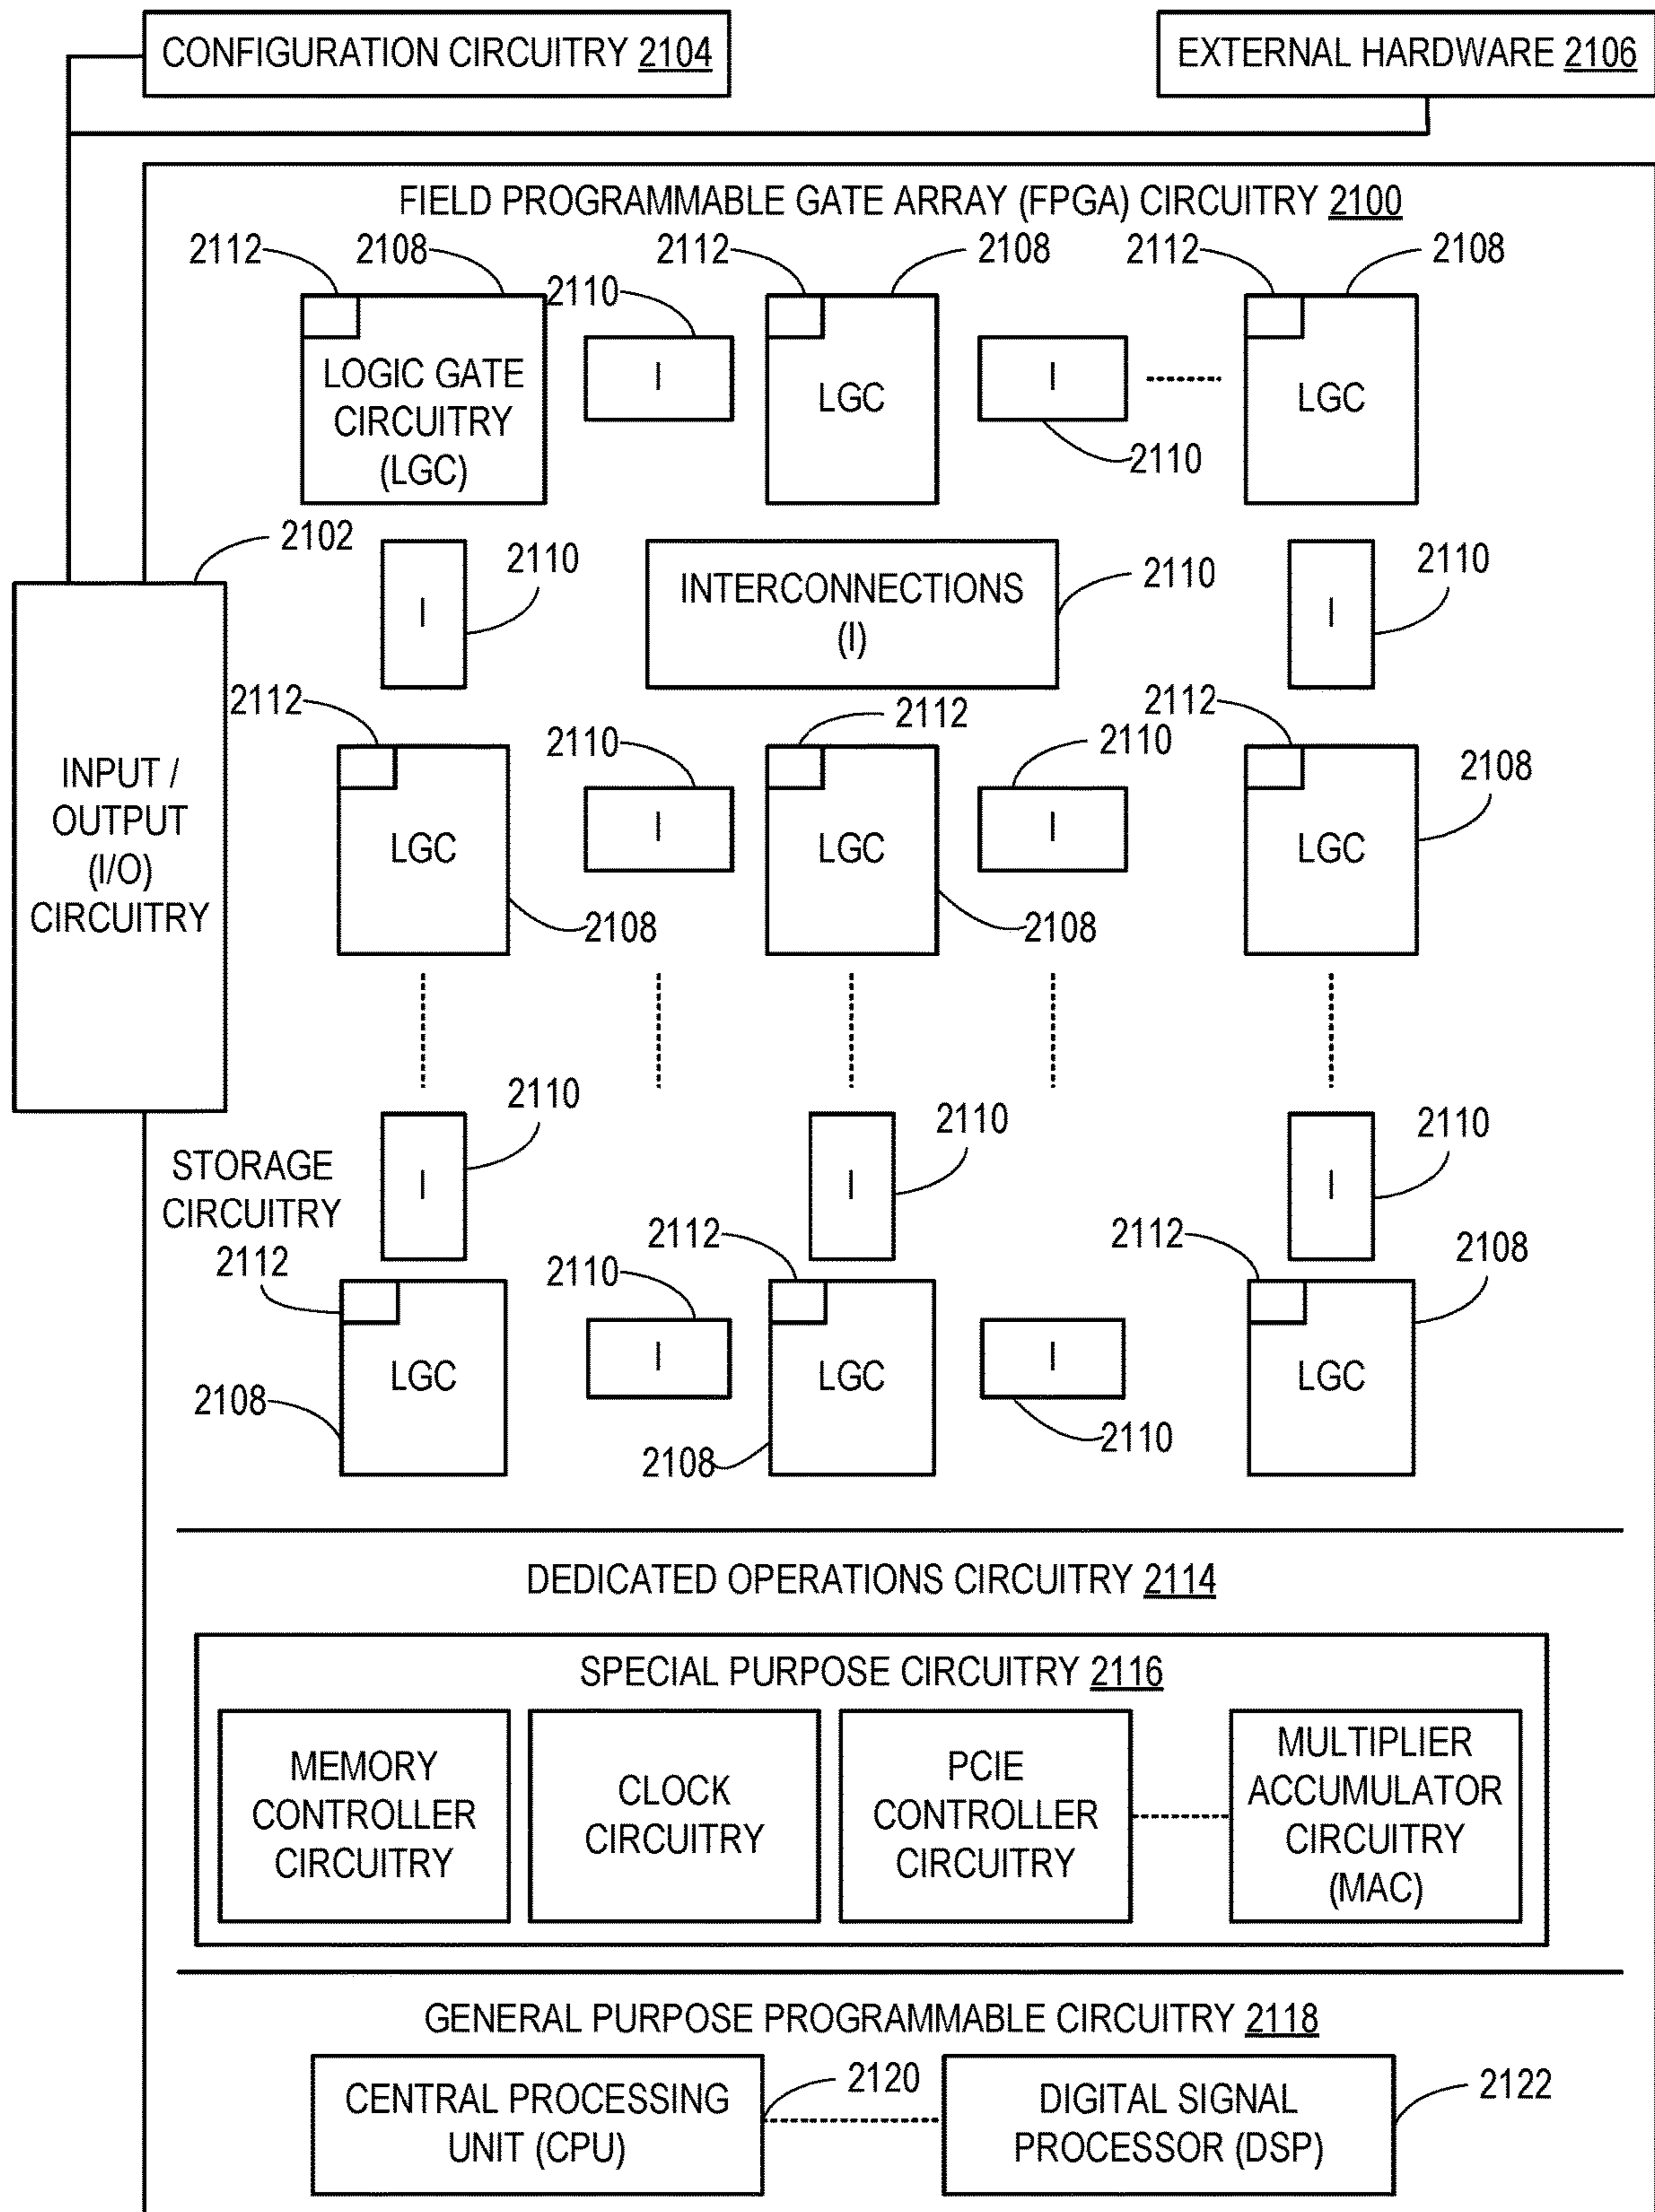 CONFIGURATION CIRCUITRY 2104
EXTERNAL HARDWARE 2106
FIELD PROGRAMMABLE GATE ARRAY (FPGA) CIRCUITRY 2100
2112
2108
2112
2108
2112
2108
2110
LOGIC GATE
CIRCUITRY
(LGC)
I
LGC
I
LGC
2110
2102
2110
INTERCONNECTIONS
(I)
2110
2110
I
I
2112
2112
2112
2110
2110
2108
INPUT /
OUTPUT
(I/O)
CIRCUITRY
LGC
I
LGC
I
LGC
2108
2108
2110
2110
2110
STORAGE
CIRCUITRY
I
I
I
2112
2112
2112
2108
2110
LGC
I
LGC
I
LGC
2108
2110
2108
DEDICATED OPERATIONS CIRCUITRY 2114
SPECIAL PURPOSE CIRCUITRY 2116
MEMORY
CONTROLLER
CIRCUITRY
CLOCK
CIRCUITRY
PCIE
CONTROLLER
CIRCUITRY
MULTIPLIER
ACCUMULATOR
CIRCUITRY
(MAC)
GENERAL PURPOSE PROGRAMMABLE CIRCUITRY 2118
CENTRAL PROCESSING
UNIT (CPU)
2120
DIGITAL SIGNAL
PROCESSOR (DSP)
2122